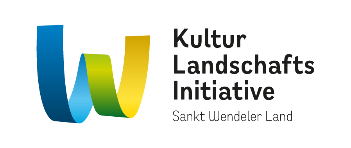 Kultur
Landschafts
Initiative
Sankt Wendeler Land